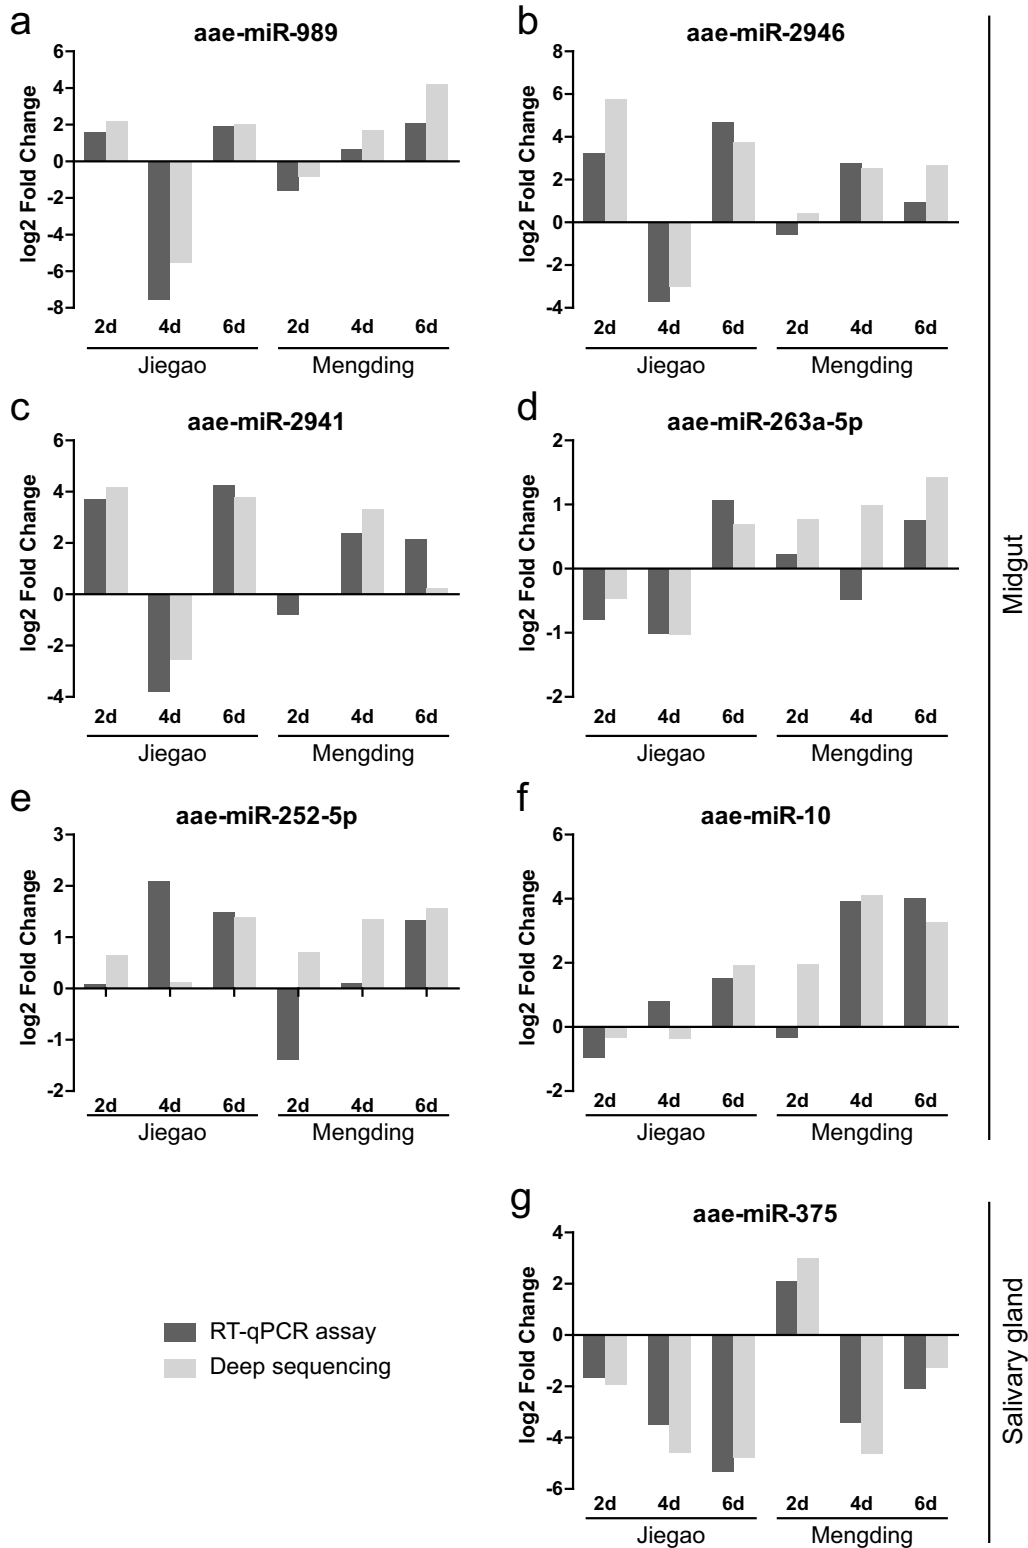 a
aae-miR-989
log2 Fold Change
6
4
2
0
-2
-4
-6
-8
2d 4d 6d 2d 4d 6d
Jiegao Mengding
b
aae-miR-2946
log2 Fold Change
8
6
4
2
0
-2
-4
2d 4d 6d 2d 4d 6d
Jiegao Mengding
c
aae-miR-2941
log2 Fold Change
6
4
2
0
-2
-4
2d 4d 6d 2d 4d 6d
Jiegao Mengding
d
aae-miR-263a-5p
log2 Fold Change
2
1
0
-1
-2
2d 4d 6d 2d 4d 6d
Jiegao Mengding
e
aae-miR-252-5p
log2 Fold Change
3
2
1
0
-1
-2
2d 4d 6d 2d 4d 6d
Jiegao Mengding
f
aae-miR-10
log2 Fold Change
6
4
2
0
-2
2d 4d 6d 2d 4d 6d
Jiegao Mengding
Midgut
g
aae-miR-375
log2 Fold Change
4
2
0
-2
-4
-6
2d 4d 6d 2d 4d 6d
Jiegao Mengding
Salivary gland
RT-qPCR assay
Deep sequencing